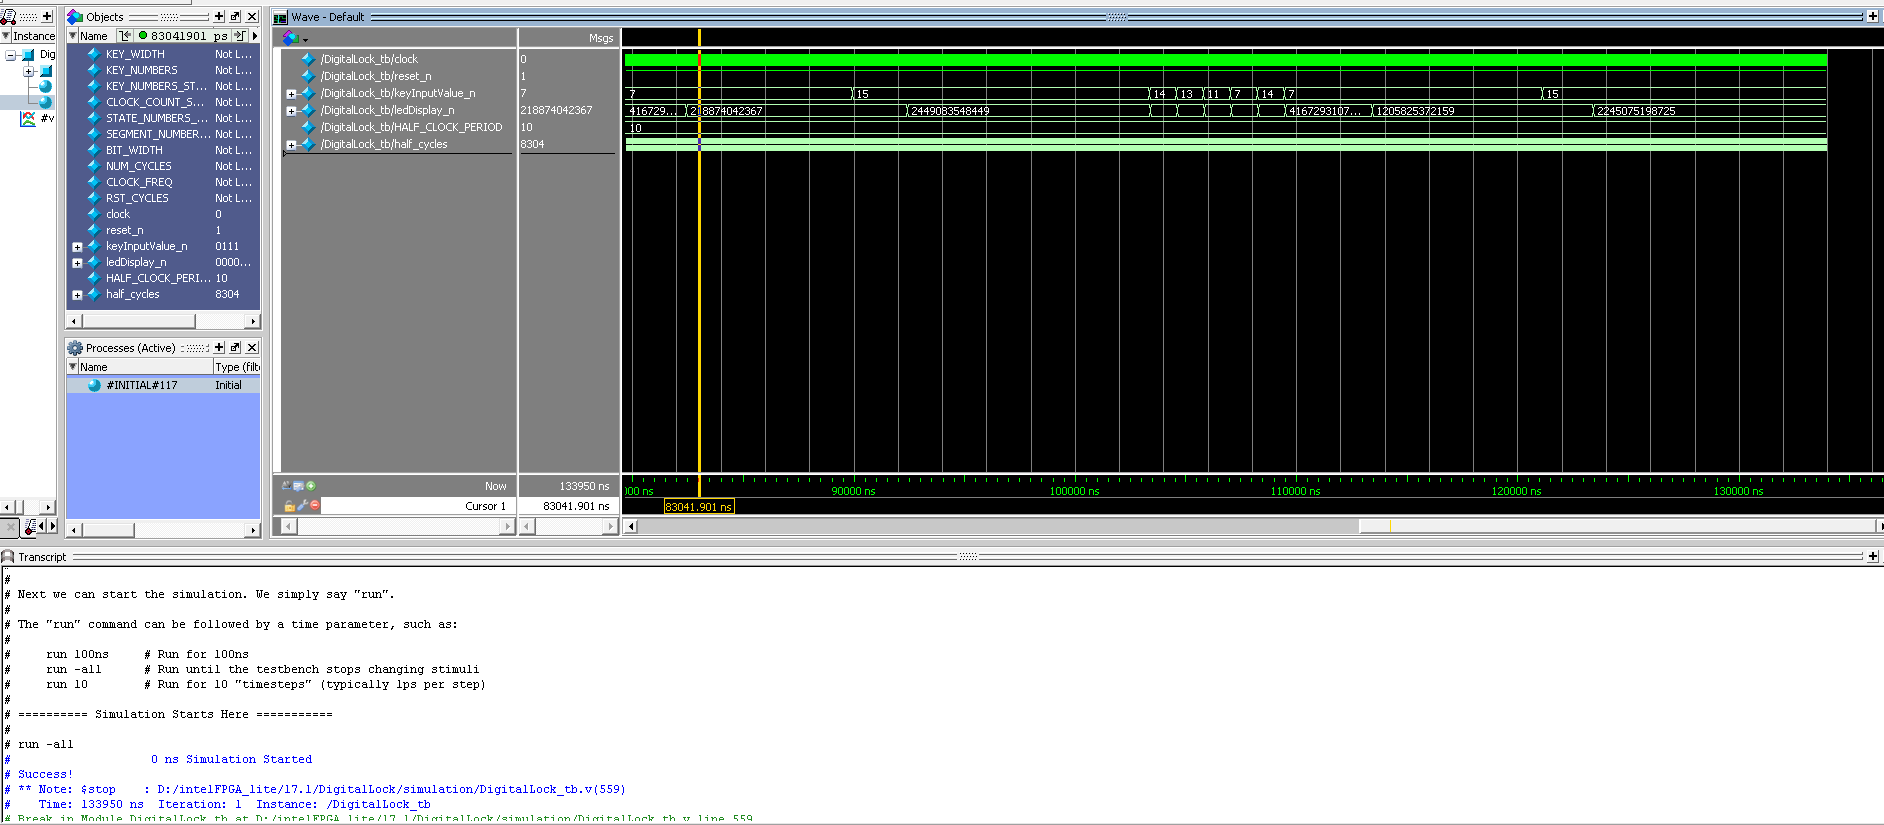 Instance
Dig
#v
Objects
Name 83041901 ps
KEY_WIDTH Not L...
KEY_NUMBERS Not L...
KEY_NUMBERS_ST... Not L...
CLOCK_COUNT_S... Not L...
STATE_NUMBERS_... Not L...
SEGMENT_NUMBER... Not L...
BIT_WIDTH Not L...
NUM_CYCLES Not L...
CLOCK_FREQ Not L...
RST_CYCLES Not L...
clock 0
reset_n 1
keyInputValue_n 0111
ledDisplay_n 0000...
HALF_CLOCK_PERI... 10
half_cycles 8304
Processes (Active)
Name Type (filte
#INITIAL#117 Initial
Wave - Default
Msgs
/DigitalLock_tb/clock 0
/DigitalLock_tb/reset_n 1
/DigitalLock_tb/keyInputValue_n 7 7 15 14 13 11 7 14 7 15
/DigitalLock_tb/ledDisplay_n 218874042367 416729... 218874042367 2449083548449 4167293107... 1205825372159 2245075198725
/DigitalLock_tb/HALF_CLOCK_PERIOD 10 10
/DigitalLock_tb/half_cycles 8304
Now 133950 ns 000 ns 90000 ns 100000 ns 110000 ns 120000 ns 130000 ns
Cursor 1 83041.901 ns 83041.901 ns
Transcript
#
# Next we can start the simulation. We simply say "run".
#
# The "run" command can be followed by a time parameter, such as:
#
# run 100ns # Run for 100ns
# run -all # Run until the testbench stops changing stimuli
# run 10 # Run for 10 "timesteps" (typically 1ps per step)
#
# ========== Simulation Starts Here ===========
#
# run -all
# 0 ns Simulation Started
# Success!
# ** Note: $stop : D:/intelFPGA_lite/17.1/DigitalLock/simulation/DigitalLock_tb.v(559)
# Time: 133950 ns Iteration: 1 Instance: /DigitalLock_tb
# Break in Module DigitalLock_tb at D:/intelFPGA_lite/17.1/DigitalLock/simulation/DigitalLock_tb.v line 559